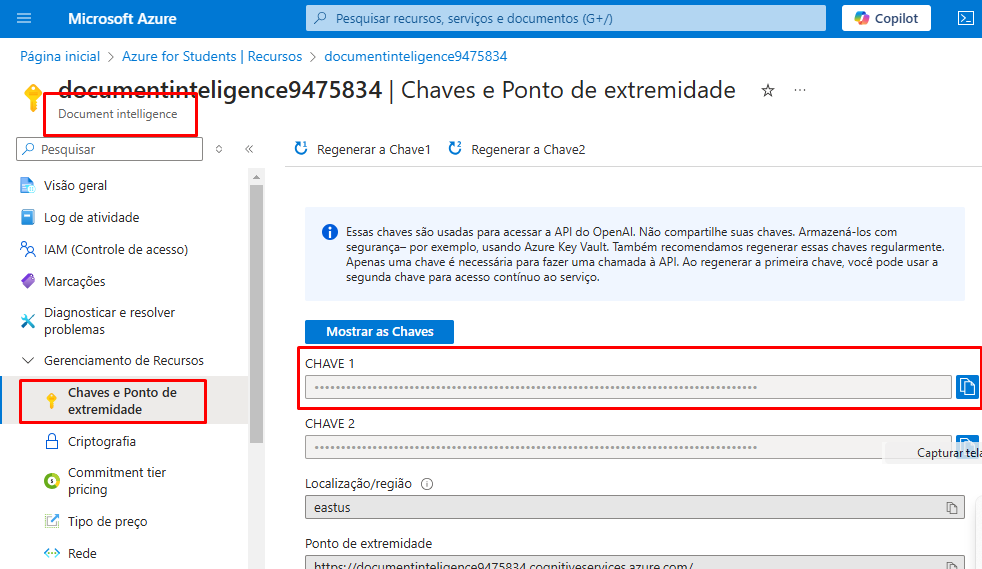 Microsoft Azure
Pesquisar recursos, serviços e documentos (G+/)
Copilot
Página inicial > Azure for Students | Recursos > documentinteligence9475834
documentinteligence9475834 | Chaves e Ponto de extremidade
Document intelligence
Pesquisar
Regenerar a Chave1
Regenerar a Chave2
Visão geral
Log de atividade
IAM (Controle de acesso)
Marcações
Diagnosticar e resolver
problemas
Gerenciamento de Recursos
Chaves e Ponto de
extremidade
Criptografia
Commitment tier
pricing
Tipo de preço
Rede
Essas chaves são usadas para acessar a API do OpenAI. Não compartilhe suas chaves. Armazená-los com
segurança– por exemplo, usando Azure Key Vault. Também recomendamos regenerar essas chaves regularmente.
Apenas uma chave é necessária para fazer uma chamada à API. Ao regenerar a primeira chave, você pode usar a
segunda chave para acesso contínuo ao serviço.
Mostrar as Chaves
CHAVE 1
CHAVE 2
Capturar tela
Localização/região
eastus
Ponto de extremidade
https://documentinteligence9475834.cognitiveservices.azure.com/